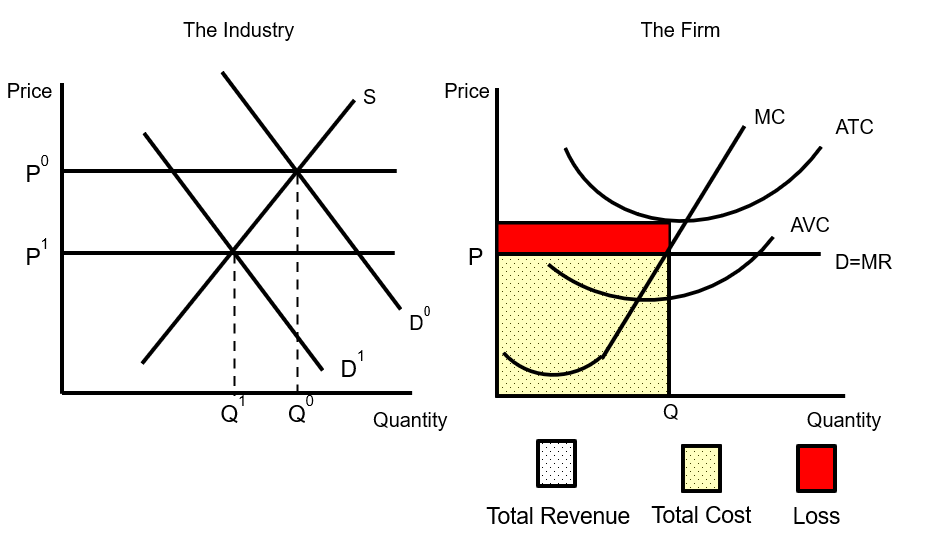 The Industry
The Firm
Price
S
P⁰
P¹
D⁰
D¹
Q¹ Q⁰
Quantity
Price
MC
ATC
AVC
P
D=MR
Q
Quantity
Total Revenue Total Cost Loss